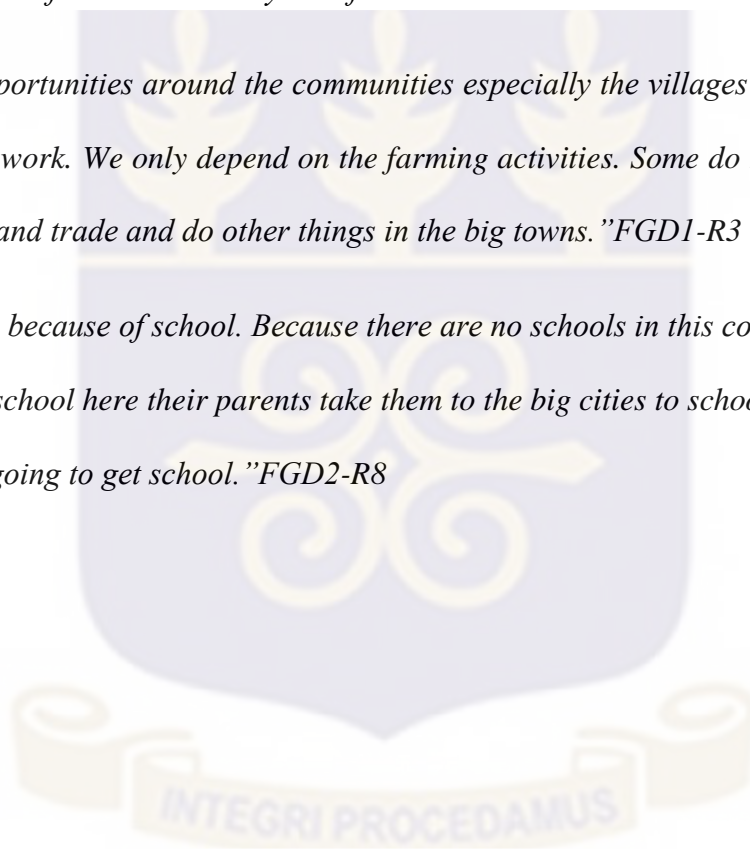 portunities around the communities especially the villages
work. We only depend on the farming activities. Some do
and trade and do other things in the big towns.”FGD1-R3
because of school. Because there are no schools in this co
school here their parents take them to the big cities to schoo
going to get school.”FGD2-R8
INTEGRI PROCEDAMUS